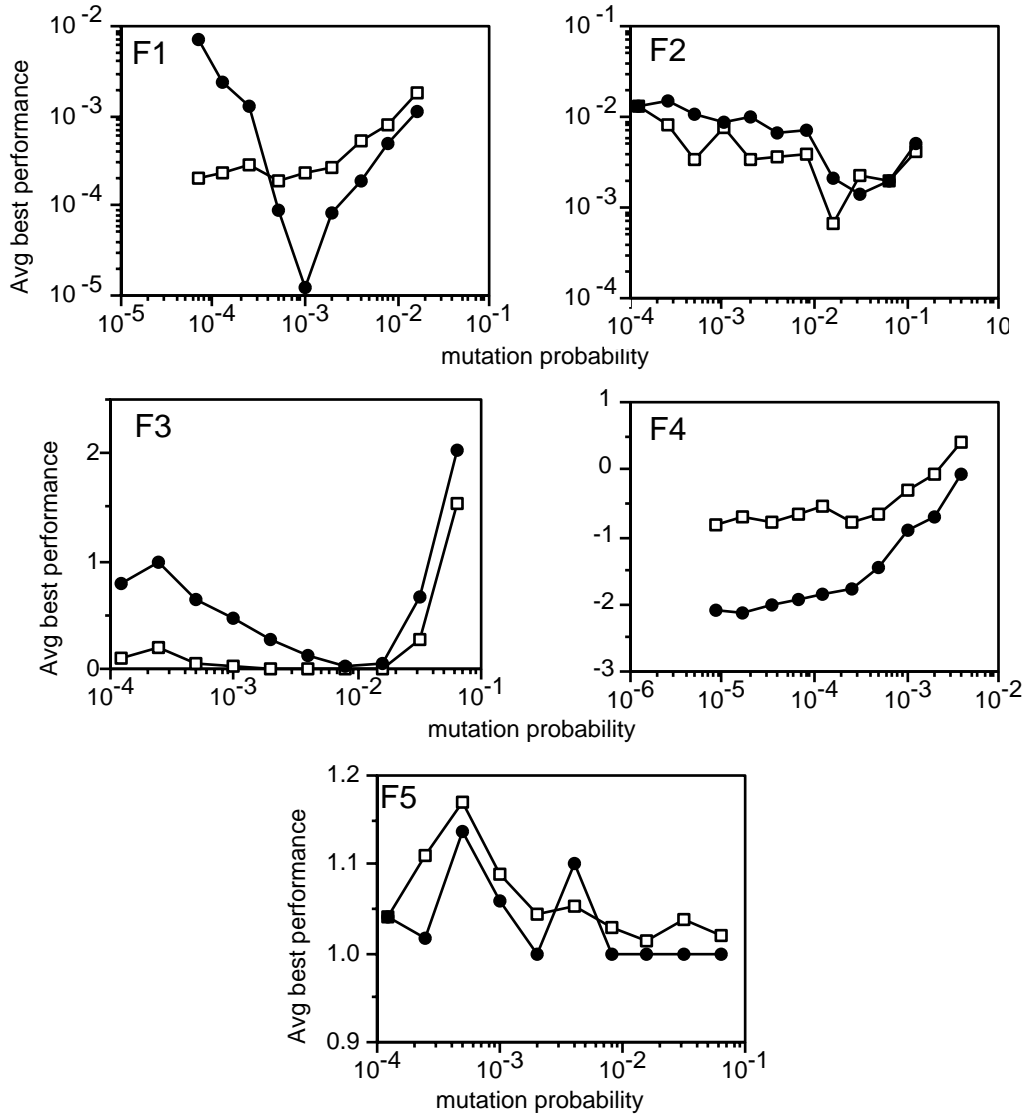 F1
Avg best performance
10-2
10-3
10-4
10-5
10-5 10-4 10-3 10-2 10-1
F2
10-1
10-2
10-3
10-4
10-4 10-3 10-2 10-1 10
mutation probability
F3
Avg best performance
2
1
0
10-4 10-3 10-2 10-1
F4
1
0
-1
-2
-3
10-6 10-5 10-4 10-3 10-2
mutation probability
F5
Avg best performance
1.2
1.1
1.0
0.9
10-4 10-3 10-2 10-1
mutation probability